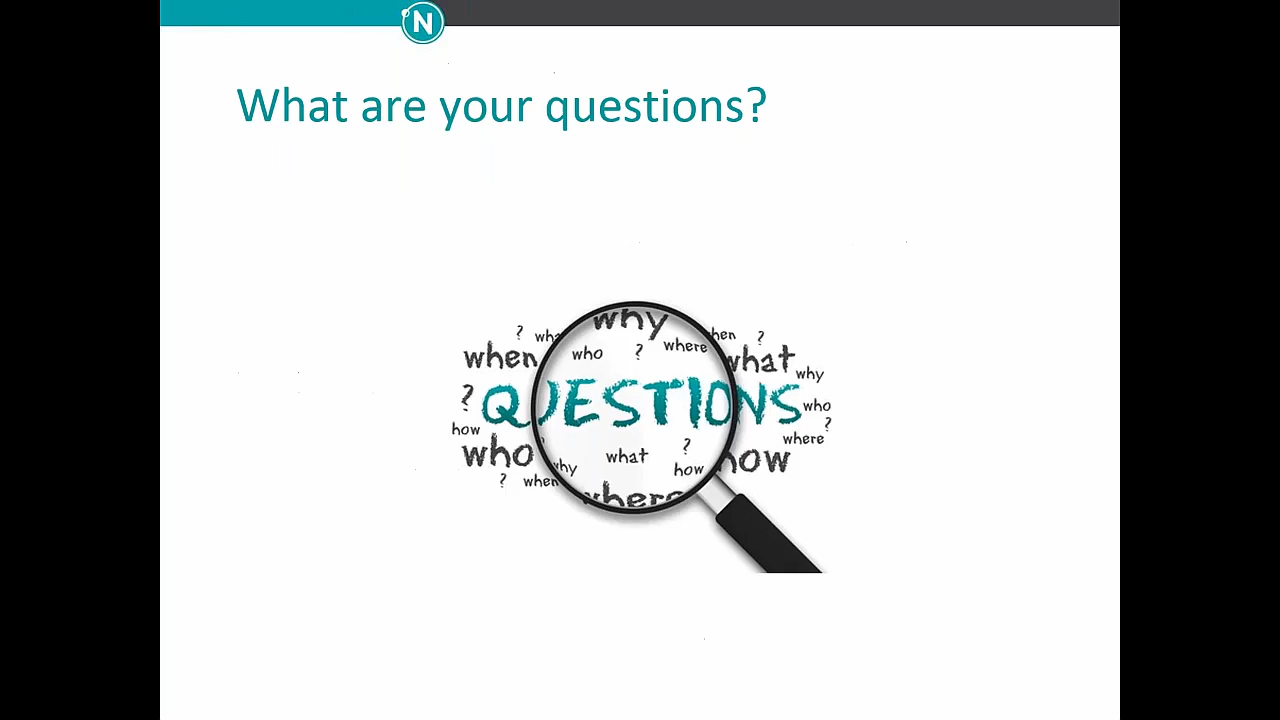 N
What are your questions?
why
? when ?
when who ? where what
why
? QUESTIONS who
how ?
who what ? how where
why how
? when where